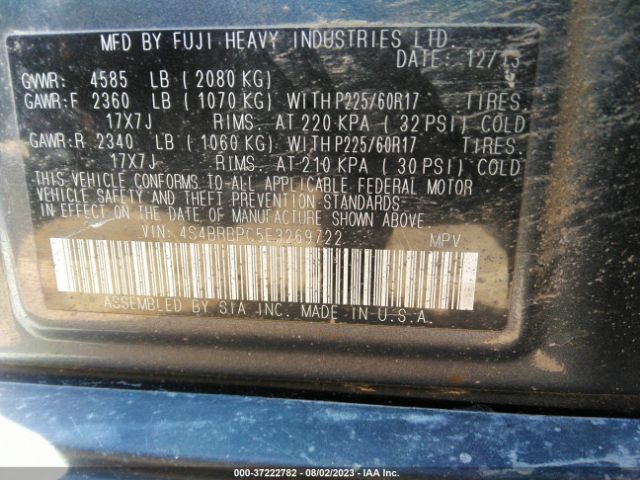 MFD BY FUJI HEAVY INDUSTRIES LTD.
DATE: 12/13
GVWR: 4585 LB (2080 KG)
GAWR:F 2360 LB (1070 KG) WITH P225/60R17 TIRES.
17X7J RIMS. AT 220 KPA (32 PSI) COLD
GAWR:R 2340 LB (1060 KG) WITH P225/60R17 TIRES.
17X7J RIMS. AT 210 KPA (30 PSI) COLD
THIS VEHICLE CONFORMS TO ALL APPLICABLE FEDERAL MOTOR
VEHICLE SAFETY AND THEFT PREVENTION STANDARDS
IN EFFECT ON THE DATE OF MANUFACTURE SHOWN ABOVE.
VIN: 4S4BRBPC5E3269722 MPV
ASSEMBLED BY SIA INC. MADE IN U.S.A.
000-37222782 - 08/02/2023 - IAA Inc.